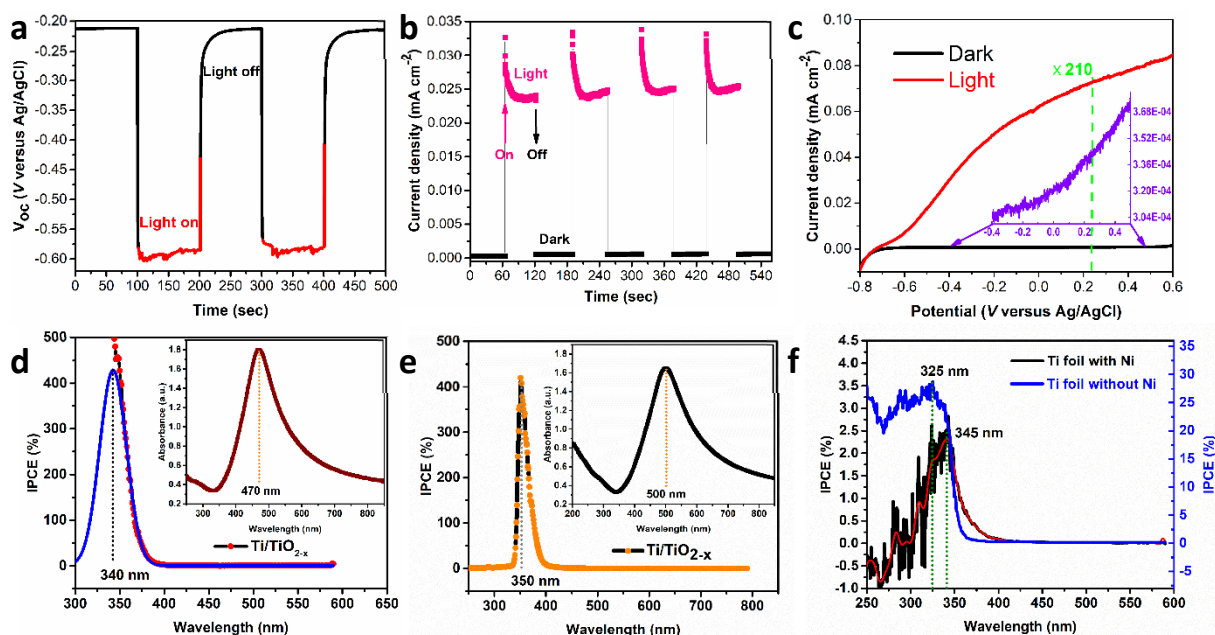 a
V_OC (V versus Ag/AgCl)
-0.20
-0.25
-0.30
-0.35
-0.40
-0.45
-0.50
-0.55
-0.60
Light off
Light on
0 100 200 300 400 500
Time (sec)
b
Current density (mA cm⁻²)
0.035
0.030
0.025
0.020
0.015
0.010
0.005
0.000
Light
On
Off
Dark
0 60 120 180 240 300 360 420 480 540
Time (sec)
c
Current density (mA cm⁻²)
0.10
0.08
0.06
0.04
0.02
0.00
Dark
Light
× 210
3.68E-04
3.52E-04
3.36E-04
3.20E-04
3.04E-04
-0.4 -0.2 0.0 0.2 0.4
-0.8 -0.6 -0.4 -0.2 0.0 0.2 0.4 0.6
Potential (V versus Ag/AgCl)
d
IPCE (%)
500
400
300
200
100
0
Absorbance (a.u.)
1.8
1.6
1.4
1.2
1.0
0.8
0.6
0.4
0.2
470 nm
300 400 500 600 700 800
Wavelength (nm)
Ti/TiO₂₋ₓ
340 nm
300 350 400 450 500 550 600 650
Wavelength (nm)
e
IPCE (%)
500
400
300
200
100
0
Absorbance (a.u.)
1.8
1.6
1.4
1.2
1.0
0.8
0.6
0.4
0.2
500 nm
200 300 400 500 600 700 800
Wavelength (nm)
Ti/TiO₂₋ₓ
350 nm
300 400 500 600 700 800
Wavelength (nm)
f
IPCE (%)
4.5
4.0
3.5
3.0
2.5
2.0
1.5
1.0
0.5
0.0
-0.5
-1.0
325 nm
345 nm
Ti foil with Ni
Ti foil without Ni
35
30
25
20
15
10
5
0
-5
IPCE (%)
250 300 350 400 450 500 550 600
Wavelength (nm)